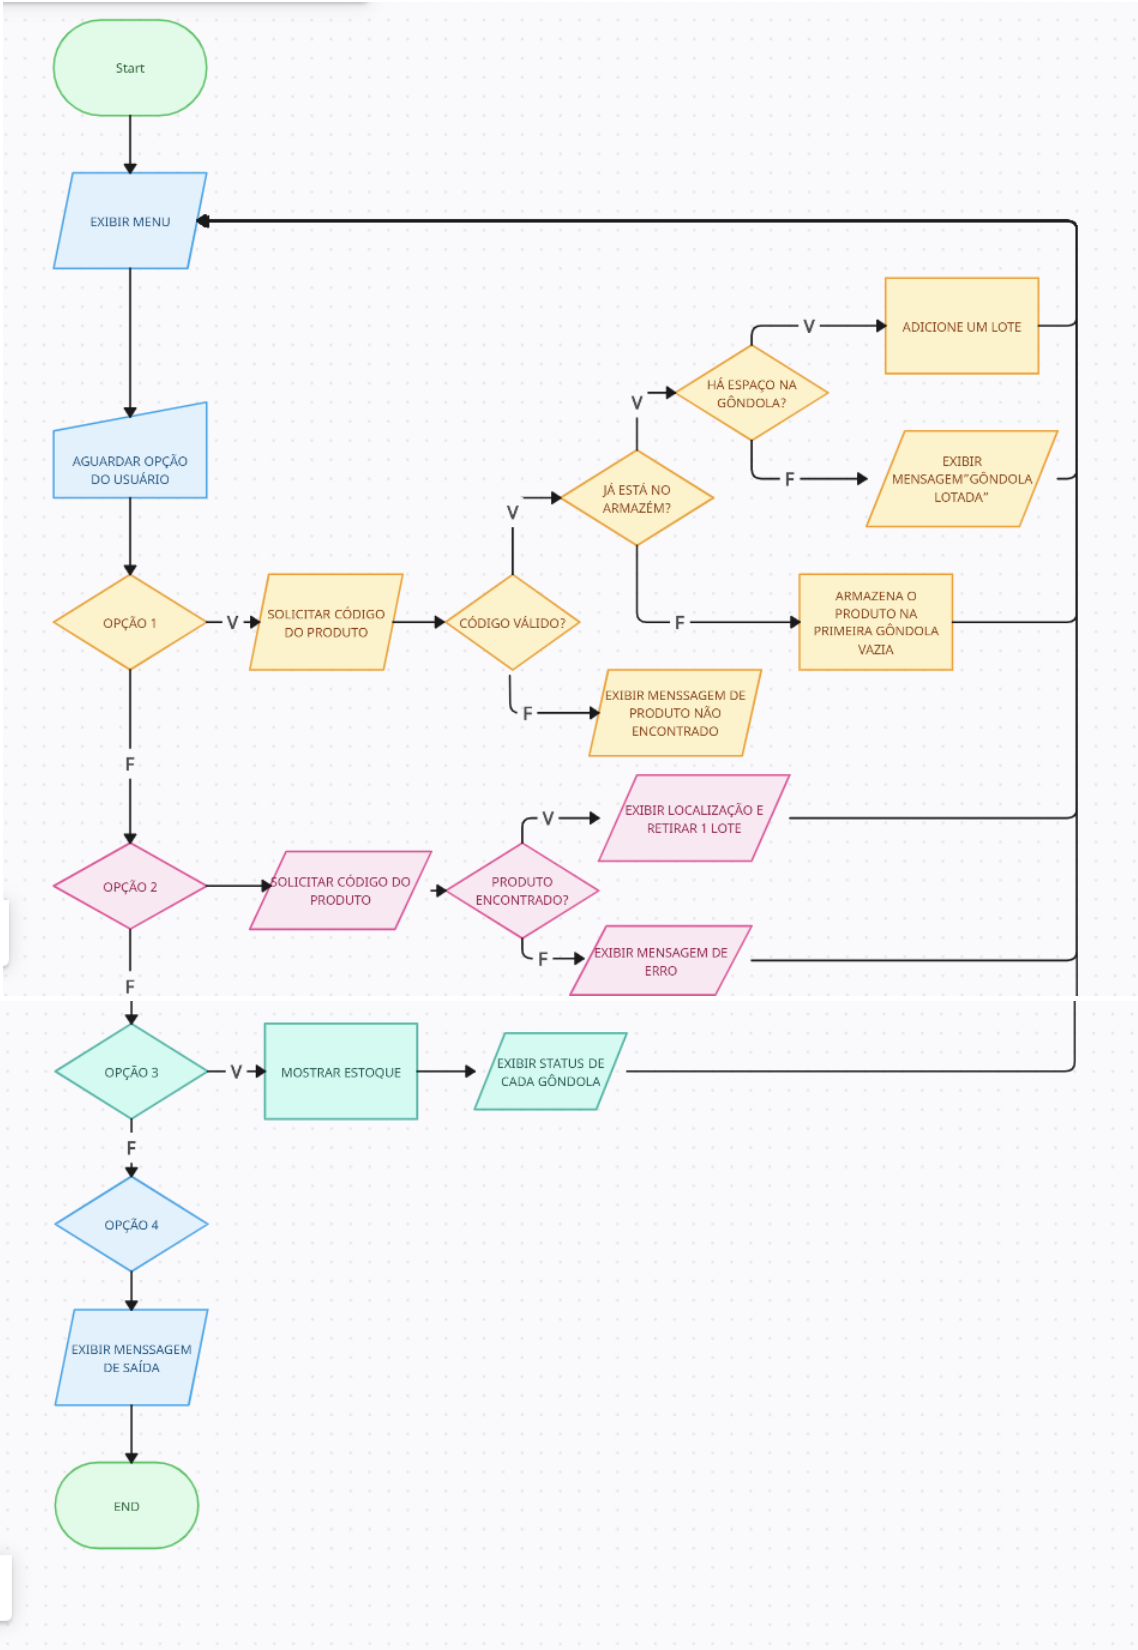 Start
EXIBIR MENU
ADICIONE UM LOTE
V
HÁ ESPAÇO NA
GÔNDOLA?
V
AGUARDAR OPÇÃO
DO USUÁRIO
EXIBIR
MENSAGEM"GÔNDOLA
LOTADA"
F
JÁ ESTÁ NO
ARMAZÉM?
V
OPÇÃO 1
V
SOLICITAR CÓDIGO
DO PRODUTO
CÓDIGO VÁLIDO?
F
ARMAZENA O
PRODUTO NA
PRIMEIRA GÔNDOLA
VAZIA
F
EXIBIR MENSSAGEM DE
PRODUTO NÃO
ENCONTRADO
F
V
EXIBIR LOCALIZAÇÃO E
RETIRAR 1 LOTE
OPÇÃO 2
SOLICITAR CÓDIGO DO
PRODUTO
PRODUTO
ENCONTRADO?
F
EXIBIR MENSAGEM DE
ERRO
F
OPÇÃO 3
V
MOSTRAR ESTOQUE
EXIBIR STATUS DE
CADA GÔNDOLA
F
OPÇÃO 4
EXIBIR MENSSAGEM
DE SAÍDA
END